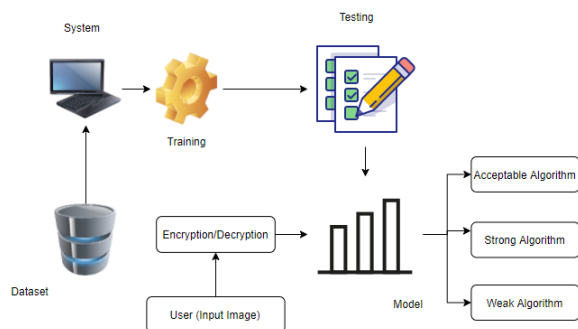 System
Testing
Training
Acceptable Algorithm
Encryption/Decryption
Strong Algorithm
Dataset
User (Input Image)
Model
Weak Algorithm